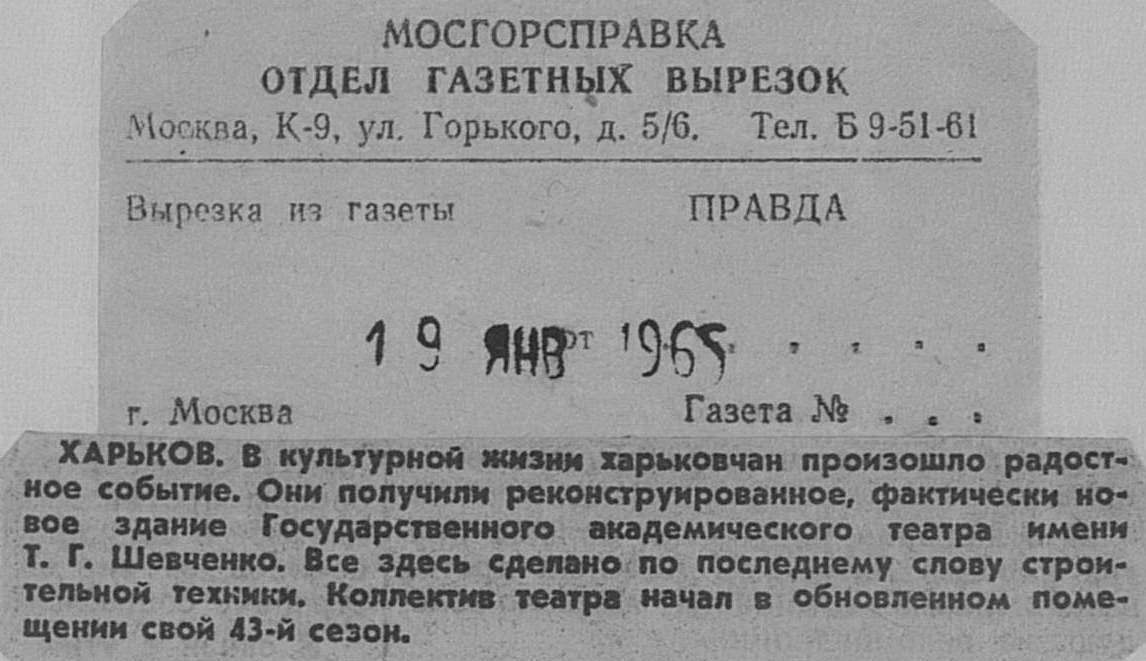 МОСГОРСПРАВКА
ОТДЕЛ ГАЗЕТНЫХ ВЫРЕЗОК
Москва, К-9, ул. Горького, д. 5/6. Тел. Б 9-51-61
Вырезка из газеты ПРАВДА
19 ЯНВ от 1965 . . . .
г. Москва Газета № . . .
ХАРЬКОВ. В культурной жизни харьковчан произошло радост-
ное событие. Они получили реконструированное, фактически но-
вое здание Государственного академического театра имени
Т. Г. Шевченко. Все здесь сделано по последнему слову строи-
тельной техники. Коллектив театра начал в обновленном поме-
щении свой 43-й сезон.